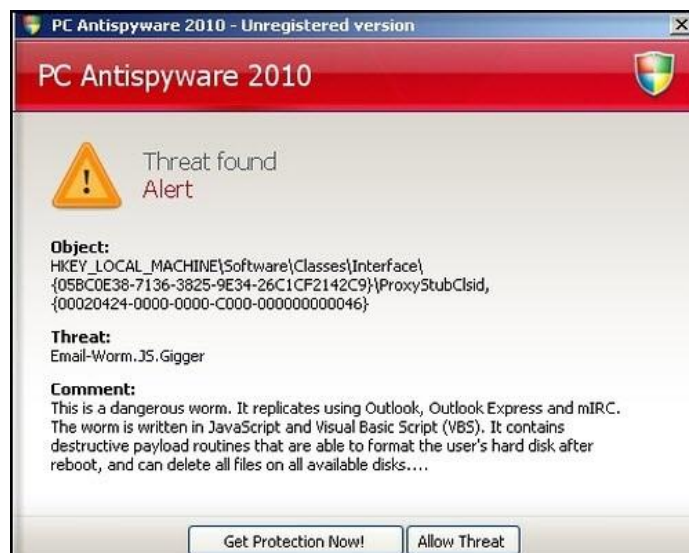 PC Antispyware 2010 - Unregistered version
PC Antispyware 2010
Threat found
Alert
Object:
HKEY_LOCAL_MACHINE\Software\Classes\Interface\
{05BC0E38-7136-3825-9E34-26C1CF2142C9}\ProxyStubClsid,
{00020424-0000-0000-C000-000000000046}
Threat:
Email-Worm.JS.Gigger
Comment:
This is a dangerous worm. It replicates using Outlook, Outlook Express and mIRC.
The worm is written in JavaScript and Visual Basic Script (VBS). It contains
destructive payload routines that are able to format the user's hard disk after
reboot, and can delete all files on all available disks....
Get Protection Now!
Allow Threat